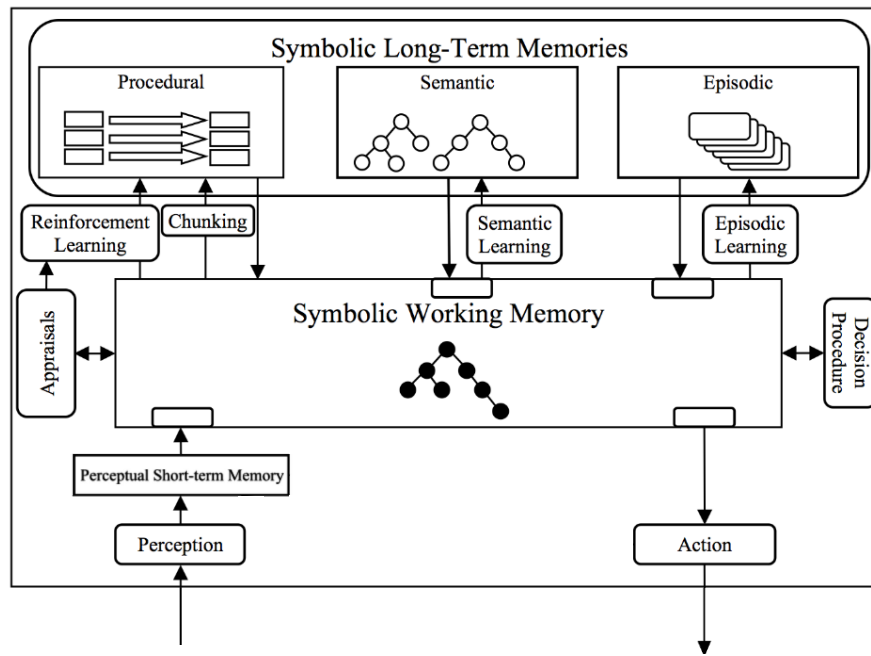 Symbolic Long-Term Memories
Procedural
Semantic
Episodic
Reinforcement
Learning
Chunking
Semantic
Learning
Episodic
Learning
Symbolic Working Memory
Appraisals
Decision
Procedure
Perceptual Short-term Memory
Perception
Action